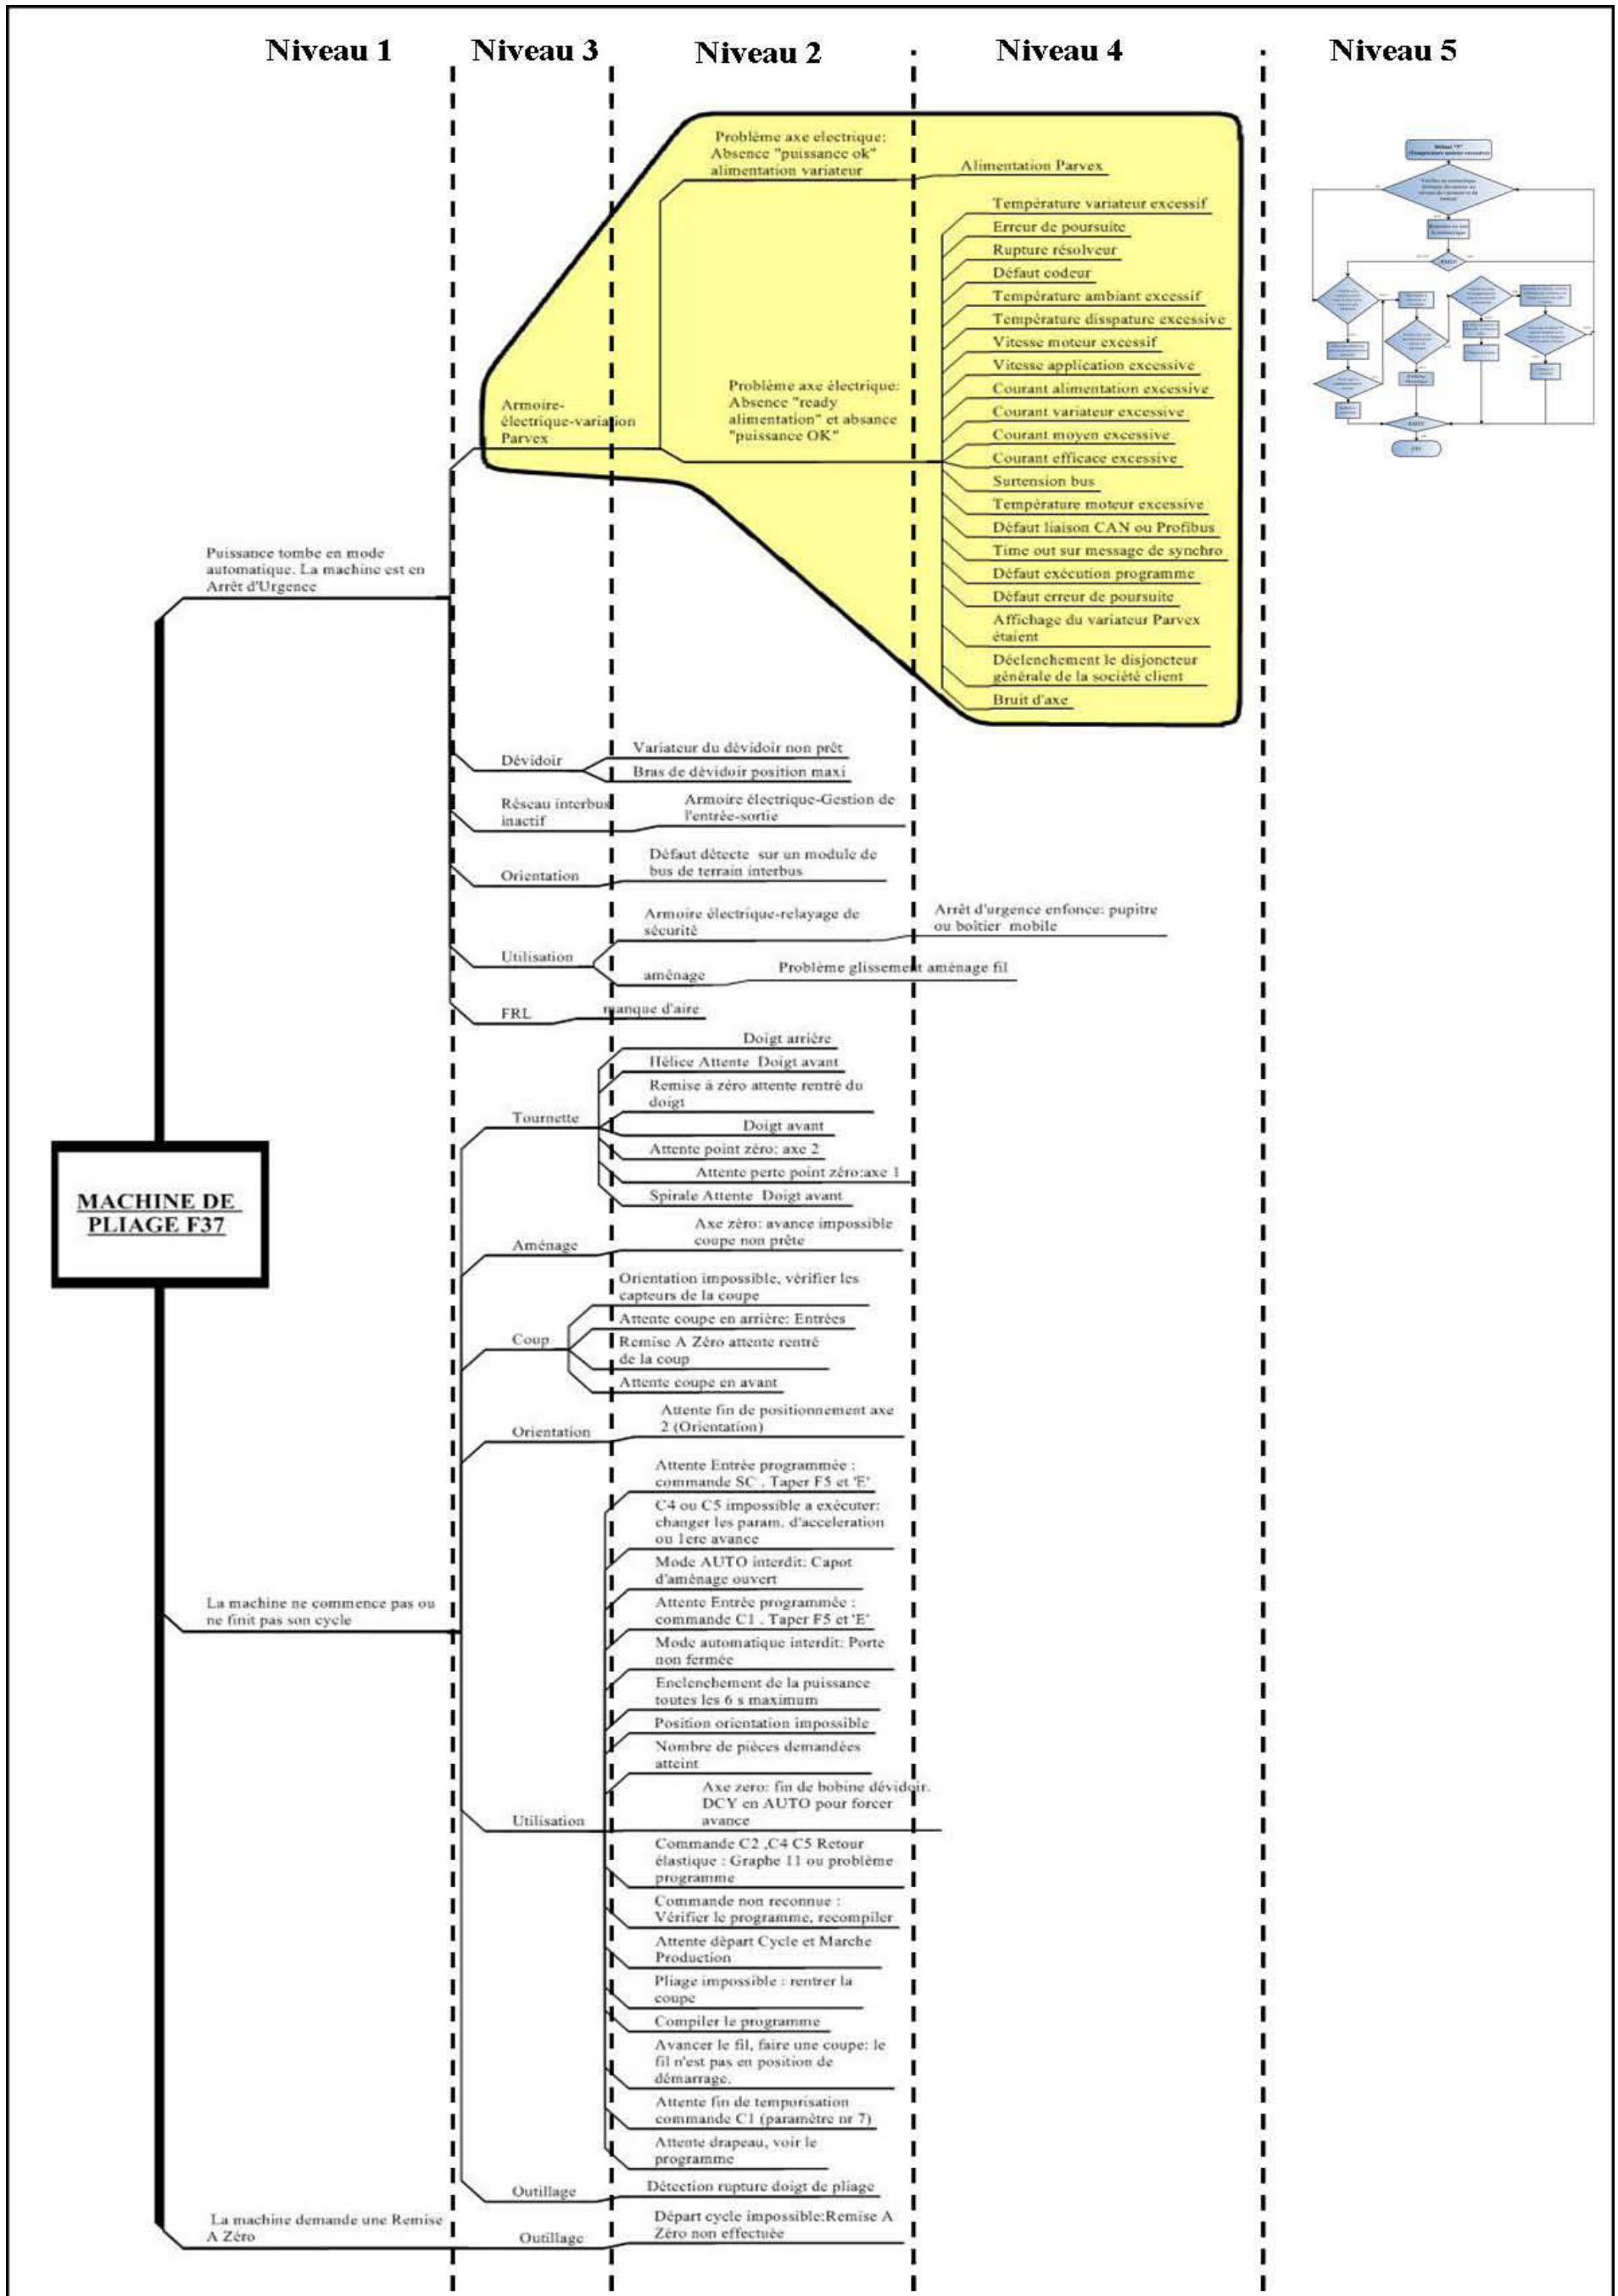 Niveau 1
Niveau 3
Niveau 2
Niveau 4
Niveau 5
Problème axe electrique:
Absence "puissance ok"
alimentation variateur
Alimentation Parvex
Température variateur excessif
Erreur de poursuite
Rupture résolveur
Défaut codeur
Température ambiant excessif
Température disspature excessive
Vitesse moteur excessif
Vitesse application excessive
Courant alimentation excessive
Courant variateur excessive
Courant moyen excessive
Courant efficace excessive
Surtension bus
Température moteur excessive
Défaut liaison CAN ou Profibus
Time out sur message de synchro
Défaut exécution programme
Défaut erreur de poursuite
Affichage du variateur Parvex
étaient
Déclenchement le disjoncteur
générale de la société client
Bruit d'axe
Problème axe électrique:
Absence "ready
alimentation" et absance
"puissance OK"
Armoire-
électrique-variation
Parvex
Puissance tombe en mode
automatique. La machine est en
Arrêt d'Urgence
Dévidoir
Variateur du dévidoir non prêt
Bras de dévidoir position maxi
Réseau interbus
inactif
Armoire électrique-Gestion de
l'entrée-sortie
Orientation
Défaut détecte sur un module de
bus de terrain interbus
Utilisation
Armoire électrique-relayage de
sécurité
Arrêt d'urgence enfonce: pupitre
ou boîtier mobile
aménage
Problème glissement aménage fil
FRL
manque d'aire
MACHINE DE
PLIAGE F37
Tournette
Doigt arrière
Hélice Attente Doigt avant
Remise à zéro attente rentré du
doigt
Doigt avant
Attente point zéro: axe 2
Attente perte point zéro:axe 1
Spirale Attente Doigt avant
Aménage
Axe zéro: avance impossible
coupe non prête
Coup
Orientation impossible, vérifier les
capteurs de la coupe
Attente coupe en arrière: Entrées
Remise A Zéro attente rentré
de la coup
Attente coupe en avant
Orientation
Attente fin de positionnement axe
2 (Orientation)
La machine ne commence pas ou
ne finit pas son cycle
Utilisation
Attente Entrée programmée :
commande SC . Taper F5 et 'E'
C4 ou C5 impossible a exécuter:
changer les param. d'acceleration
ou 1ere avance
Mode AUTO interdit: Capot
d'aménage ouvert
Attente Entrée programmée :
commande C1 . Taper F5 et 'E'
Mode automatique interdit: Porte
non fermée
Enclenchement de la puissance
toutes les 6 s maximum
Position orientation impossible
Nombre de pièces demandées
atteint
Axe zero: fin de bobine dévidoir.
DCY en AUTO pour forcer
avance
Commande C2 ,C4 C5 Retour
élastique : Graphe 11 ou problème
programme
Commande non reconnue :
Vérifier le programme, recompiler
Attente départ Cycle et Marche
Production
Pliage impossible : rentrer la
coupe
Compiler le programme
Avancer le fil, faire une coupe: le
fil n'est pas en position de
démarrage.
Attente fin de temporisation
commande C1 (paramètre nr 7)
Attente drapeau, voir le
programme
Outillage
Détection rupture doigt de pliage
La machine demande une Remise
A Zéro
Outillage
Départ cycle impossible:Remise A
Zéro non effectuée